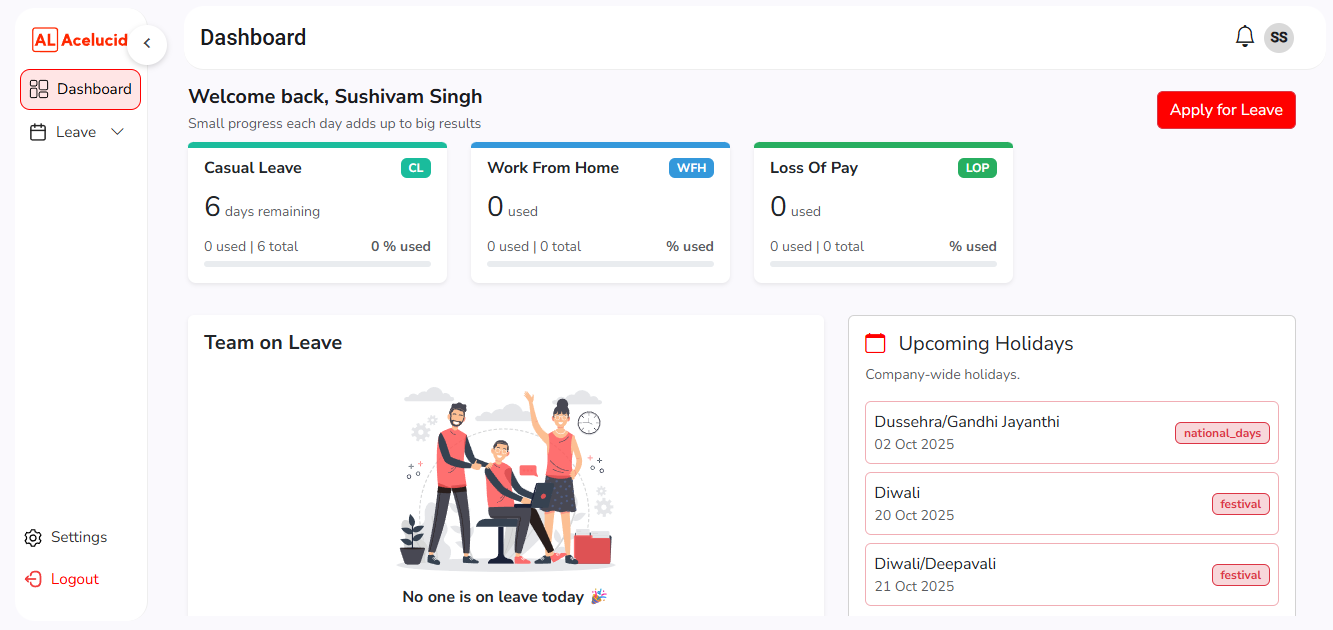 AL Acelucid
Dashboard
SS
Dashboard
Leave
Settings
Logout
Welcome back, Sushivam Singh
Small progress each day adds up to big results
Apply for Leave
Casual Leave CL
6 days remaining
0 used | 6 total 0 % used
Work From Home WFH
0 used
0 used | 0 total % used
Loss Of Pay LOP
0 used
0 used | 0 total % used
Team on Leave
No one is on leave today 🎉
Upcoming Holidays
Company-wide holidays.
Dussehra/Gandhi Jayanthi
02 Oct 2025
national_days
Diwali
20 Oct 2025
festival
Diwali/Deepavali
21 Oct 2025
festival